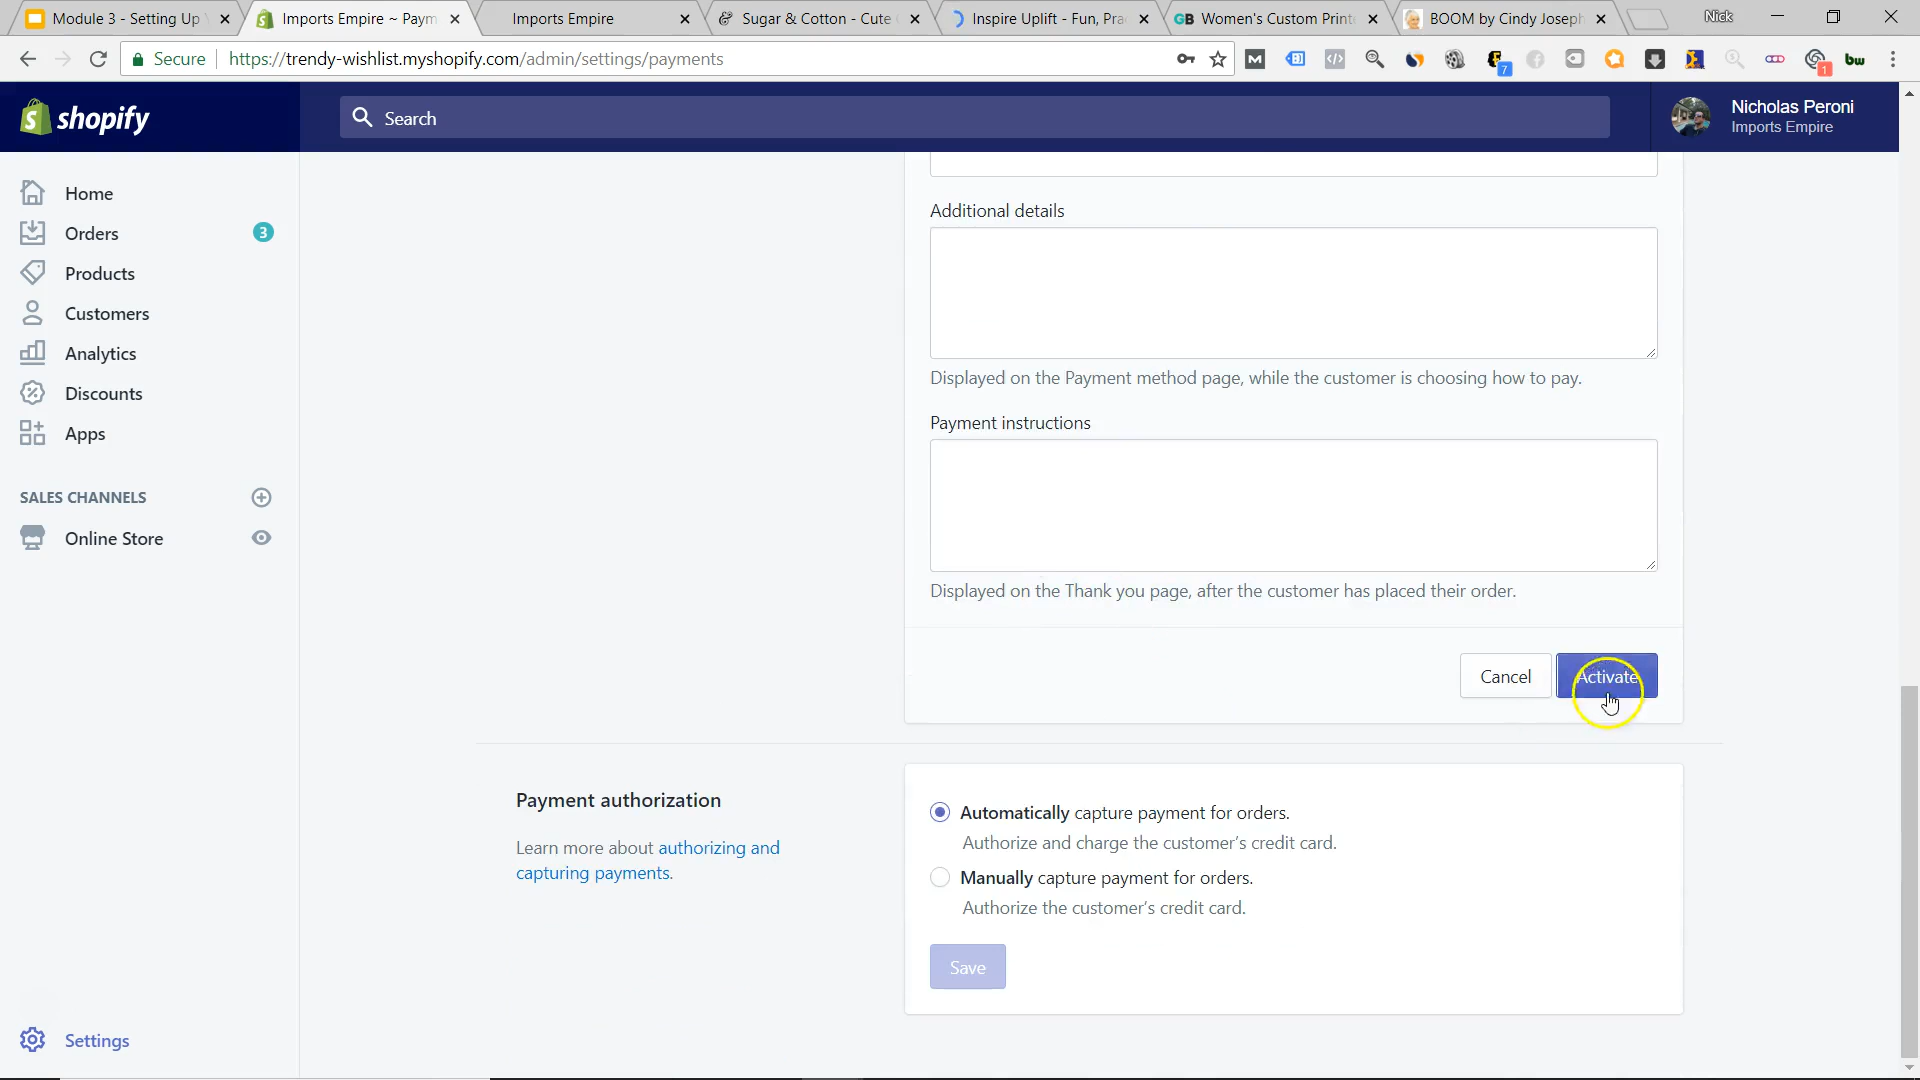 Module 3 - Setting Up
Imports Empire ~ Paym
Imports Empire
Sugar & Cotton - Cute
Inspire Uplift - Fun, Pra
GB Women's Custom Print
BOOM by Cindy Joseph
Nick
Secure
https://trendy-wishlist.myshopify.com/admin/settings/payments
M
7
1
bw
shopify
Search
Nicholas Peroni
Imports Empire
Home
Orders
3
Products
Customers
Analytics
Discounts
Apps
SALES CHANNELS
Online Store
Settings
Additional details
Displayed on the Payment method page, while the customer is choosing how to pay.
Payment instructions
Displayed on the Thank you page, after the customer has placed their order.
Cancel
Activate
Payment authorization
Learn more about authorizing and
capturing payments.
Automatically capture payment for orders.
Authorize and charge the customer's credit card.
Manually capture payment for orders.
Authorize the customer's credit card.
Save